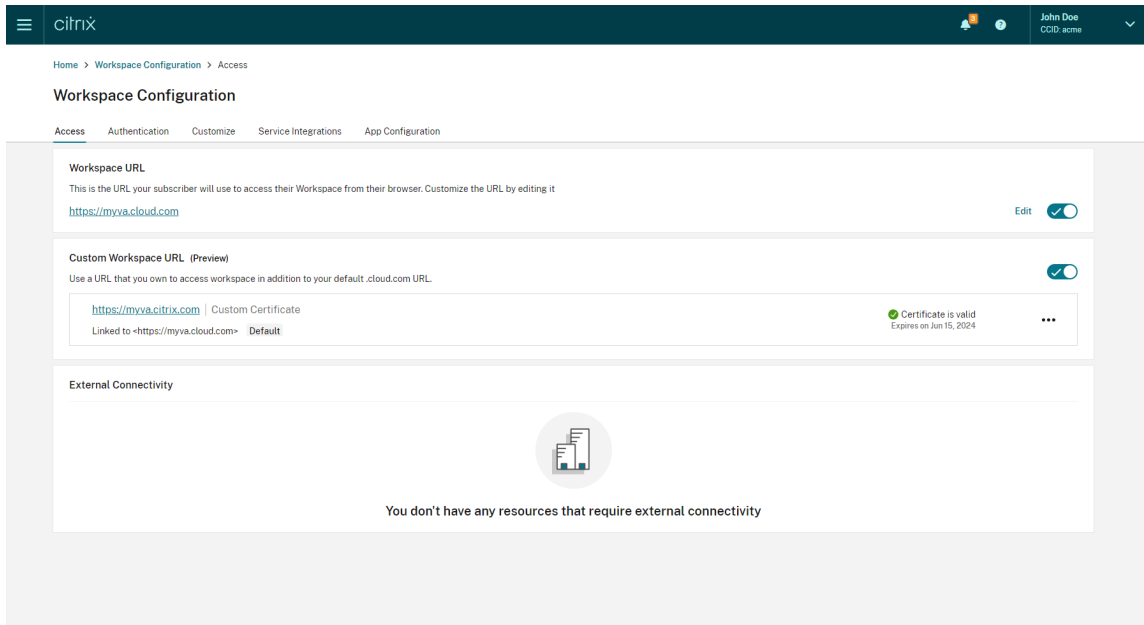 citrix
3
?
John Doe
CCID: acme
Home > Workspace Configuration > Access
Workspace Configuration
Access Authentication Customize Service Integrations App Configuration
Workspace URL
This is the URL your subscriber will use to access their Workspace from their browser. Customize the URL by editing it
https://myva.cloud.com Edit
Custom Workspace URL (Preview)
Use a URL that you own to access workspace in addition to your default .cloud.com URL.
https://myva.citrix.com | Custom Certificate
Linked to <https://myva.cloud.com> Default
Certificate is valid
Expires on Jun 15, 2024
External Connectivity
You don't have any resources that require external connectivity